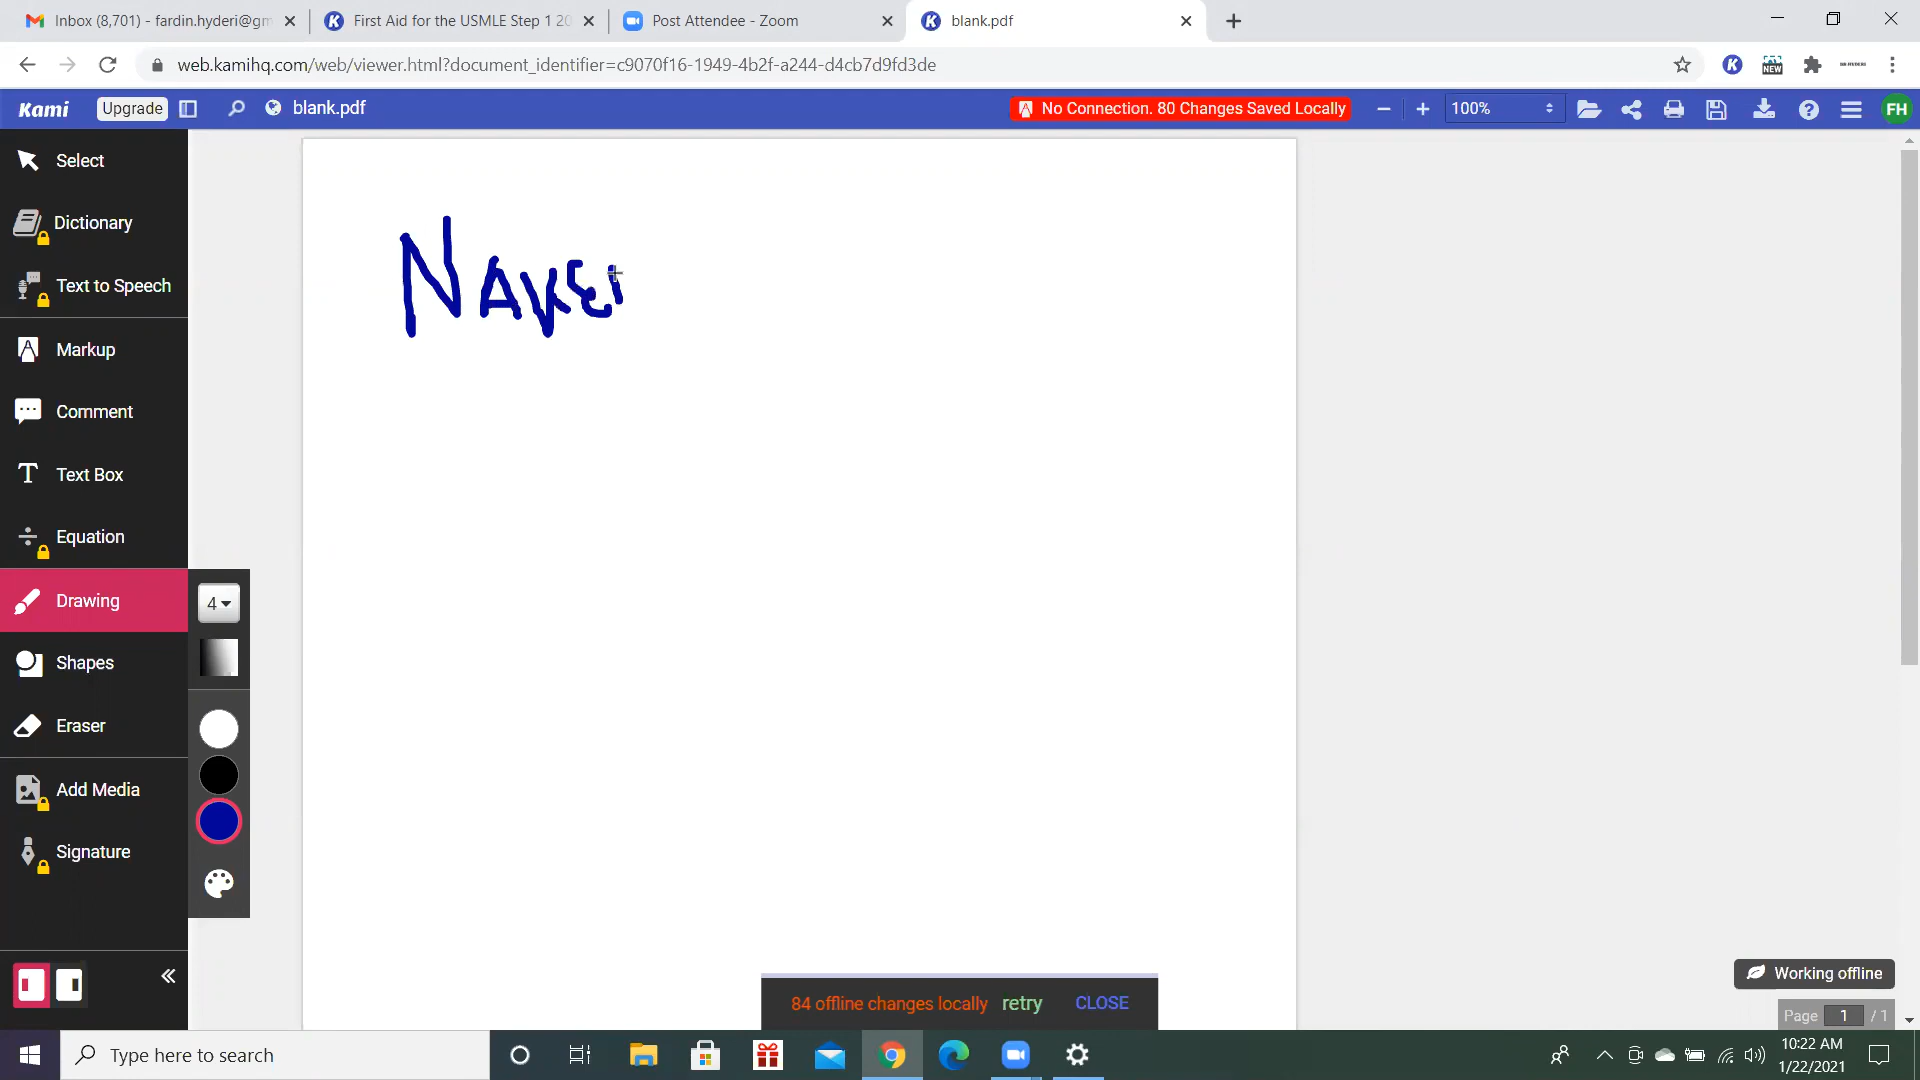 Inbox (8,701) - fardin.hyderi@gm
First Aid for the USMLE Step 1 20
Post Attendee - Zoom
blank.pdf
web.kamihq.com/web/viewer.html?document_identifier=c9070f16-1949-4b2f-a244-d4cb7d9fd3de
NEW
Kami
Upgrade
blank.pdf
No Connection. 80 Changes Saved Locally
100%
FH
Select
Dictionary
Text to Speech
Markup
Comment
Text Box
Equation
Drawing
4
Shapes
Eraser
Add Media
Signature
84 offline changes locally retry CLOSE
Working offline
Page 1 / 1
Type here to search
10:22 AM
1/22/2021